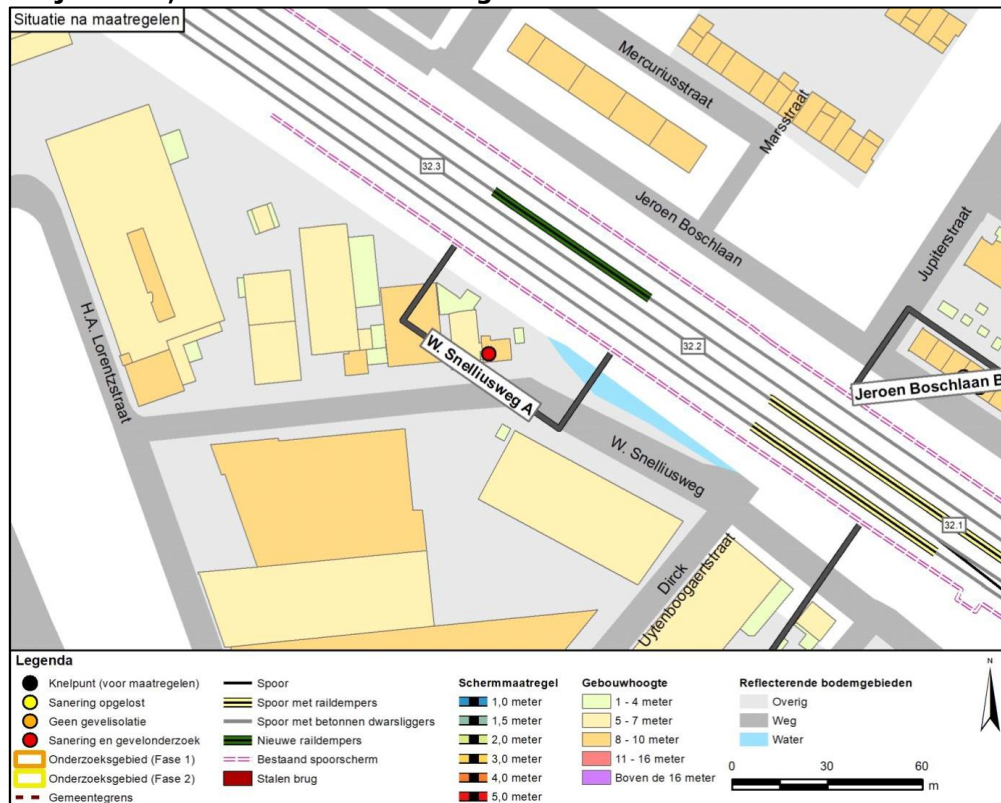 Situatie na maatregelen
Mercuriusstraat
Marsstraat
32.3
Jeroen Boschlaan
Jupiterstraat
H.A. Lorentzstraat
32.2
W. Snelliusweg A
Jeroen Boschlaan B
W. Snelliusweg
32.1
Dirck
Uytenboogaertstraat
Legenda
Knelpunt (voor maatregelen)
Sanering opgelost
Geen gevelisolatie
Sanering en gevelonderzoek
Onderzoeksgebied (Fase 1)
Onderzoeksgebied (Fase 2)
Gemeentegrens
Spoor
Spoor met raildempers
Spoor met betonnen dwarsliggers
Nieuwe raildempers
Bestaand spoorscherm
Stalen brug
Schermmaatregel
1,0 meter
1,5 meter
2,0 meter
3,0 meter
4,0 meter
5,0 meter
Gebouwhoogte
1 - 4 meter
5 - 7 meter
8 - 10 meter
11 - 16 meter
Boven de 16 meter
Reflecterende bodemgebieden
Overig
Weg
Water
N
0 30 60
m